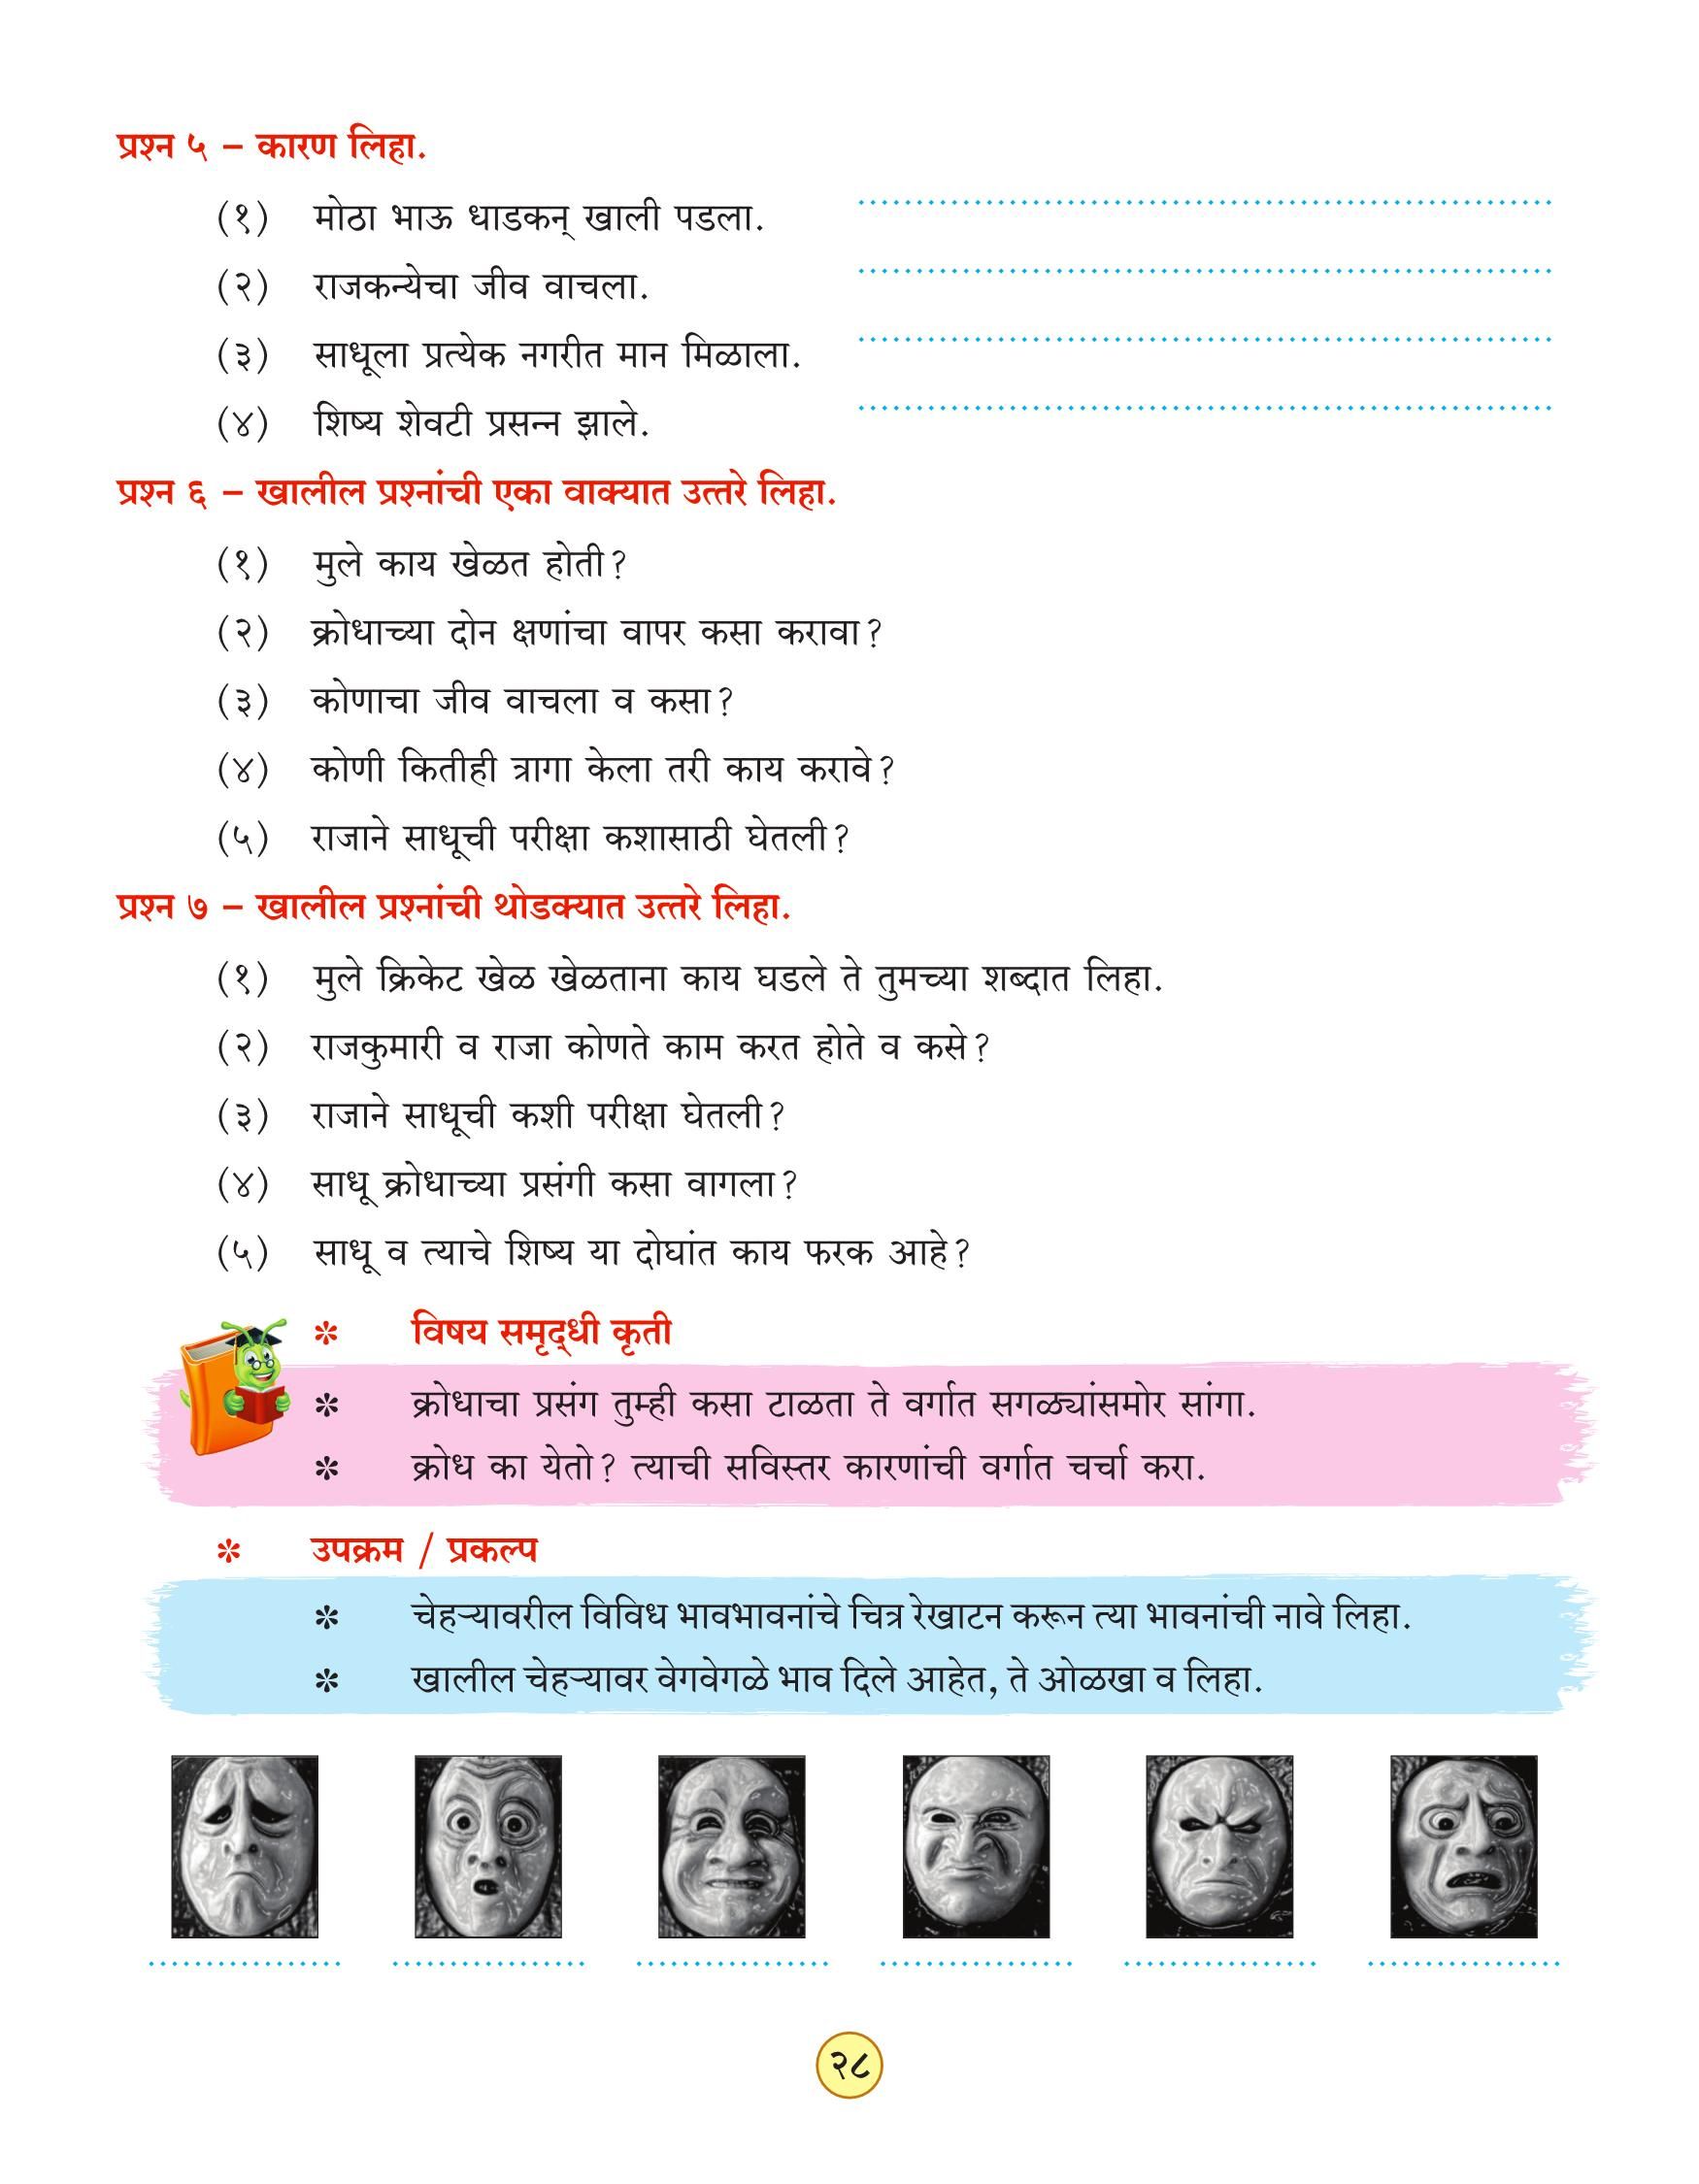 प्रश्न ५ – कारण लिहा.
(१) मोठा भाऊ धाडकन् खाली पडला. ............................................................
(२) राजकन्येचा जीव वाचला. ............................................................
(३) साधूला प्रत्येक नगरीत मान मिळाला. ............................................................
(४) शिष्य शेवटी प्रसन्न झाले. ............................................................
प्रश्न ६ – खालील प्रश्नांची एका वाक्यात उत्तरे लिहा.
(१) मुले काय खेळत होती?
(२) क्रोधाच्या दोन क्षणांचा वापर कसा करावा?
(३) कोणाचा जीव वाचला व कसा?
(४) कोणी कितीही त्रागा केला तरी काय करावे?
(५) राजाने साधूची परीक्षा कशासाठी घेतली?
प्रश्न ७ – खालील प्रश्नांची थोडक्यात उत्तरे लिहा.
(१) मुले क्रिकेट खेळ खेळताना काय घडले ते तुमच्या शब्दात लिहा.
(२) राजकुमारी व राजा कोणते काम करत होते व कसे?
(३) राजाने साधूची कशी परीक्षा घेतली?
(४) साधू क्रोधाच्या प्रसंगी कसा वागला?
(५) साधू व त्याचे शिष्य या दोघांत काय फरक आहे?
* विषय समृद्धी कृती
* क्रोधाचा प्रसंग तुम्ही कसा टाळता ते वर्गात सगळ्यांसमोर सांगा.
* क्रोध का येतो? त्याची सविस्तर कारणांची वर्गात चर्चा करा.
* उपक्रम / प्रकल्प
* चेहऱ्यावरील विविध भावभावनांचे चित्र रेखाटन करून त्या भावनांची नावे लिहा.
* खालील चेहऱ्यावर वेगवेगळे भाव दिले आहेत, ते ओळखा व लिहा.
................. ................. ................. ................. ................. .................
२८